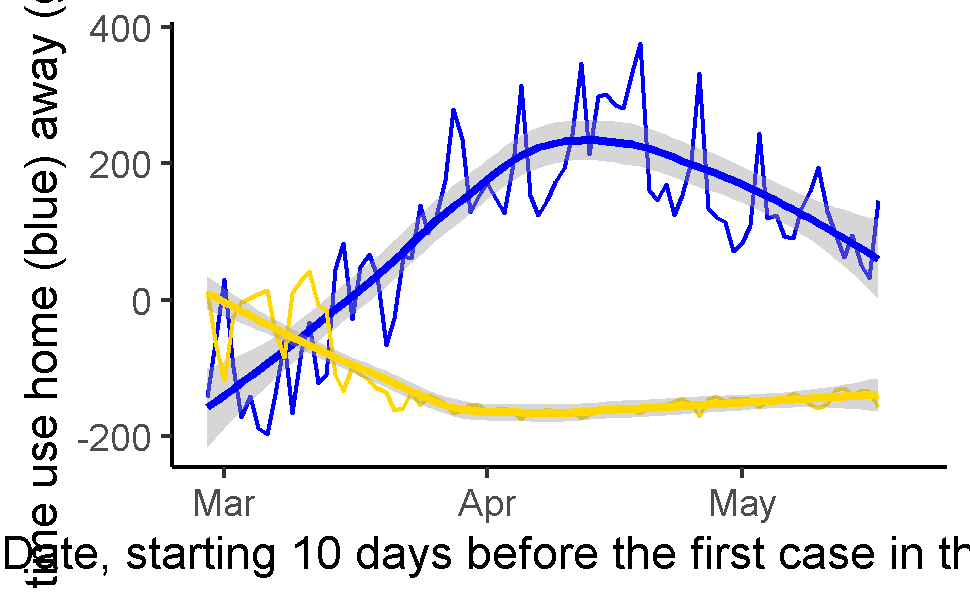 time use home (blue) away (
400
200
0
-200
Mar Apr May
Date, starting 10 days before the first case in th